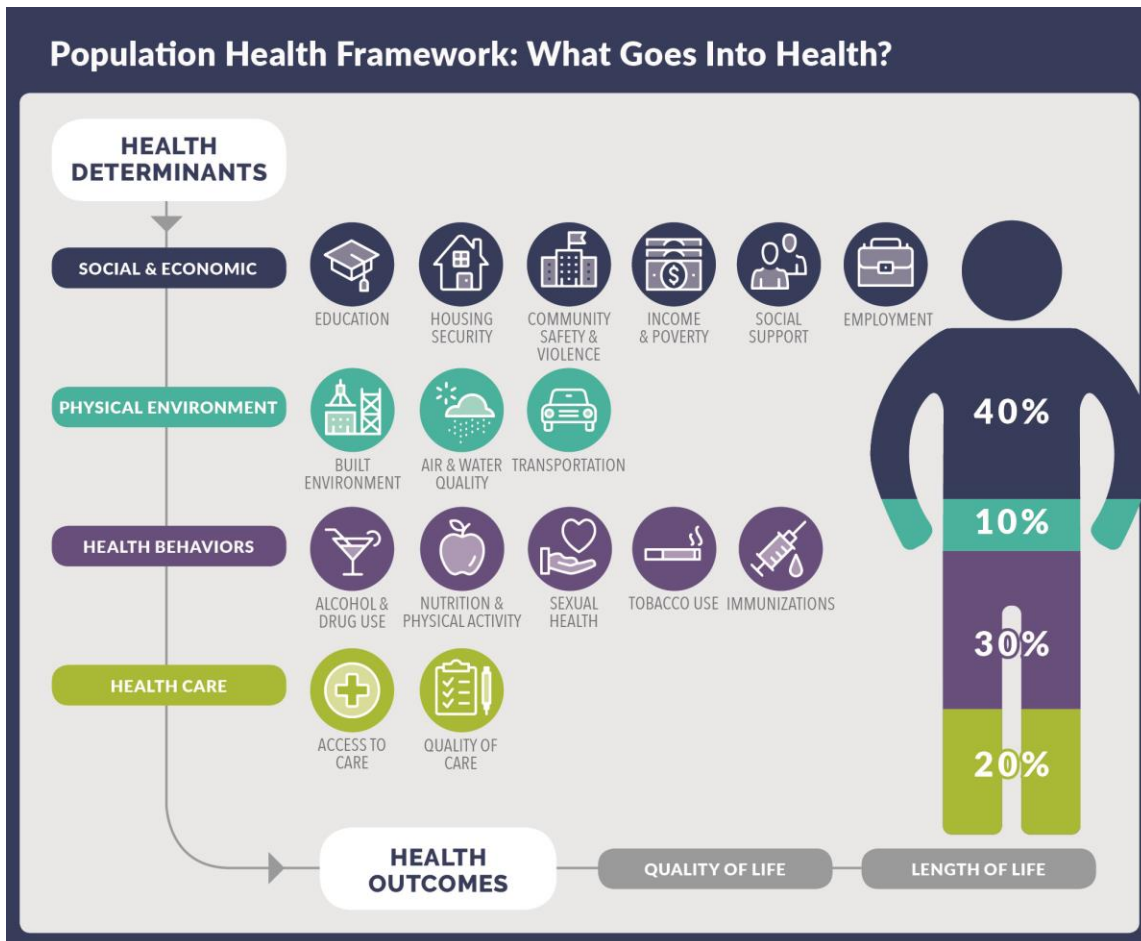 Population Health Framework: What Goes Into Health?
HEALTH
DETERMINANTS
SOCIAL & ECONOMIC
EDUCATION
HOUSING
SECURITY
COMMUNITY
SAFETY &
VIOLENCE
INCOME
& POVERTY
SOCIAL
SUPPORT
EMPLOYMENT
$
40%
PHYSICAL ENVIRONMENT
BUILT
ENVIRONMENT
AIR & WATER
QUALITY
TRANSPORTATION
10%
HEALTH BEHAVIORS
ALCOHOL &
DRUG USE
NUTRITION &
PHYSICAL ACTIVITY
SEXUAL
HEALTH
TOBACCO USE
IMMUNIZATIONS
30%
HEALTH CARE
ACCESS TO
CARE
QUALITY OF
CARE
20%
HEALTH
OUTCOMES
QUALITY OF LIFE
LENGTH OF LIFE